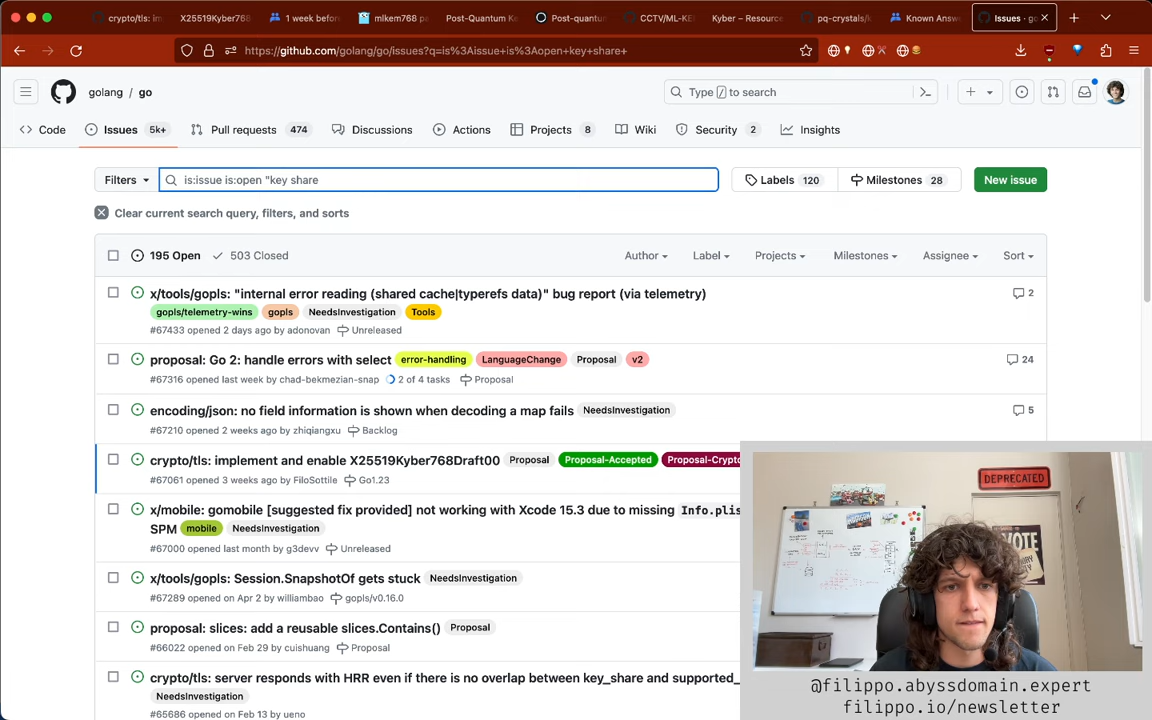 crypto/tls: im
X25519Kyber768
1 week befor
mlkem768 pa
Post-Quantum Ke
Post-quantu
CCTV/ML-KE
Kyber – Resource
pq-crystals/k
Known Answ
Issues · go
https://github.com/golang/go/issues?q=is%3Aissue+is%3Aopen+key+share+
golang / go
Type / to search
Code
Issues 5k+
Pull requests 474
Discussions
Actions
Projects 8
Wiki
Security 2
Insights
Filters
is:issue is:open "key share
Labels 120
Milestones 28
New issue
Clear current search query, filters, and sorts
195 Open
503 Closed
Author
Label
Projects
Milestones
Assignee
Sort
x/tools/gopls: "internal error reading (shared cache|typerefs data)" bug report (via telemetry)
2
gopls/telemetry-wins gopls NeedsInvestigation Tools
#67433 opened 2 days ago by adonovan Unreleased
proposal: Go 2: handle errors with select error-handling LanguageChange Proposal v2
24
#67316 opened last week by chad-bekmezian-snap 2 of 4 tasks Proposal
encoding/json: no field information is shown when decoding a map fails NeedsInvestigation
5
#67210 opened 2 weeks ago by zhiqiangxu Backlog
crypto/tls: implement and enable X25519Kyber768Draft00 Proposal Proposal-Accepted Proposal-Crypto
#67061 opened 3 weeks ago by FiloSottile Go1.23
x/mobile: gomobile [suggested fix provided] not working with Xcode 15.3 due to missing Info.plis
SPM mobile NeedsInvestigation
#67000 opened last month by g3devv Unreleased
x/tools/gopls: Session.SnapshotOf gets stuck NeedsInvestigation
#67289 opened on Apr 2 by williambao gopls/v0.16.0
proposal: slices: add a reusable slices.Contains() Proposal
#66022 opened on Feb 29 by cuishuang Proposal
crypto/tls: server responds with HRR even if there is no overlap between key_share and supported_
NeedsInvestigation
#65686 opened on Feb 13 by ueno
DEPRECATED
VOTE
@filippo.abyssdomain.expert
filippo.io/newsletter